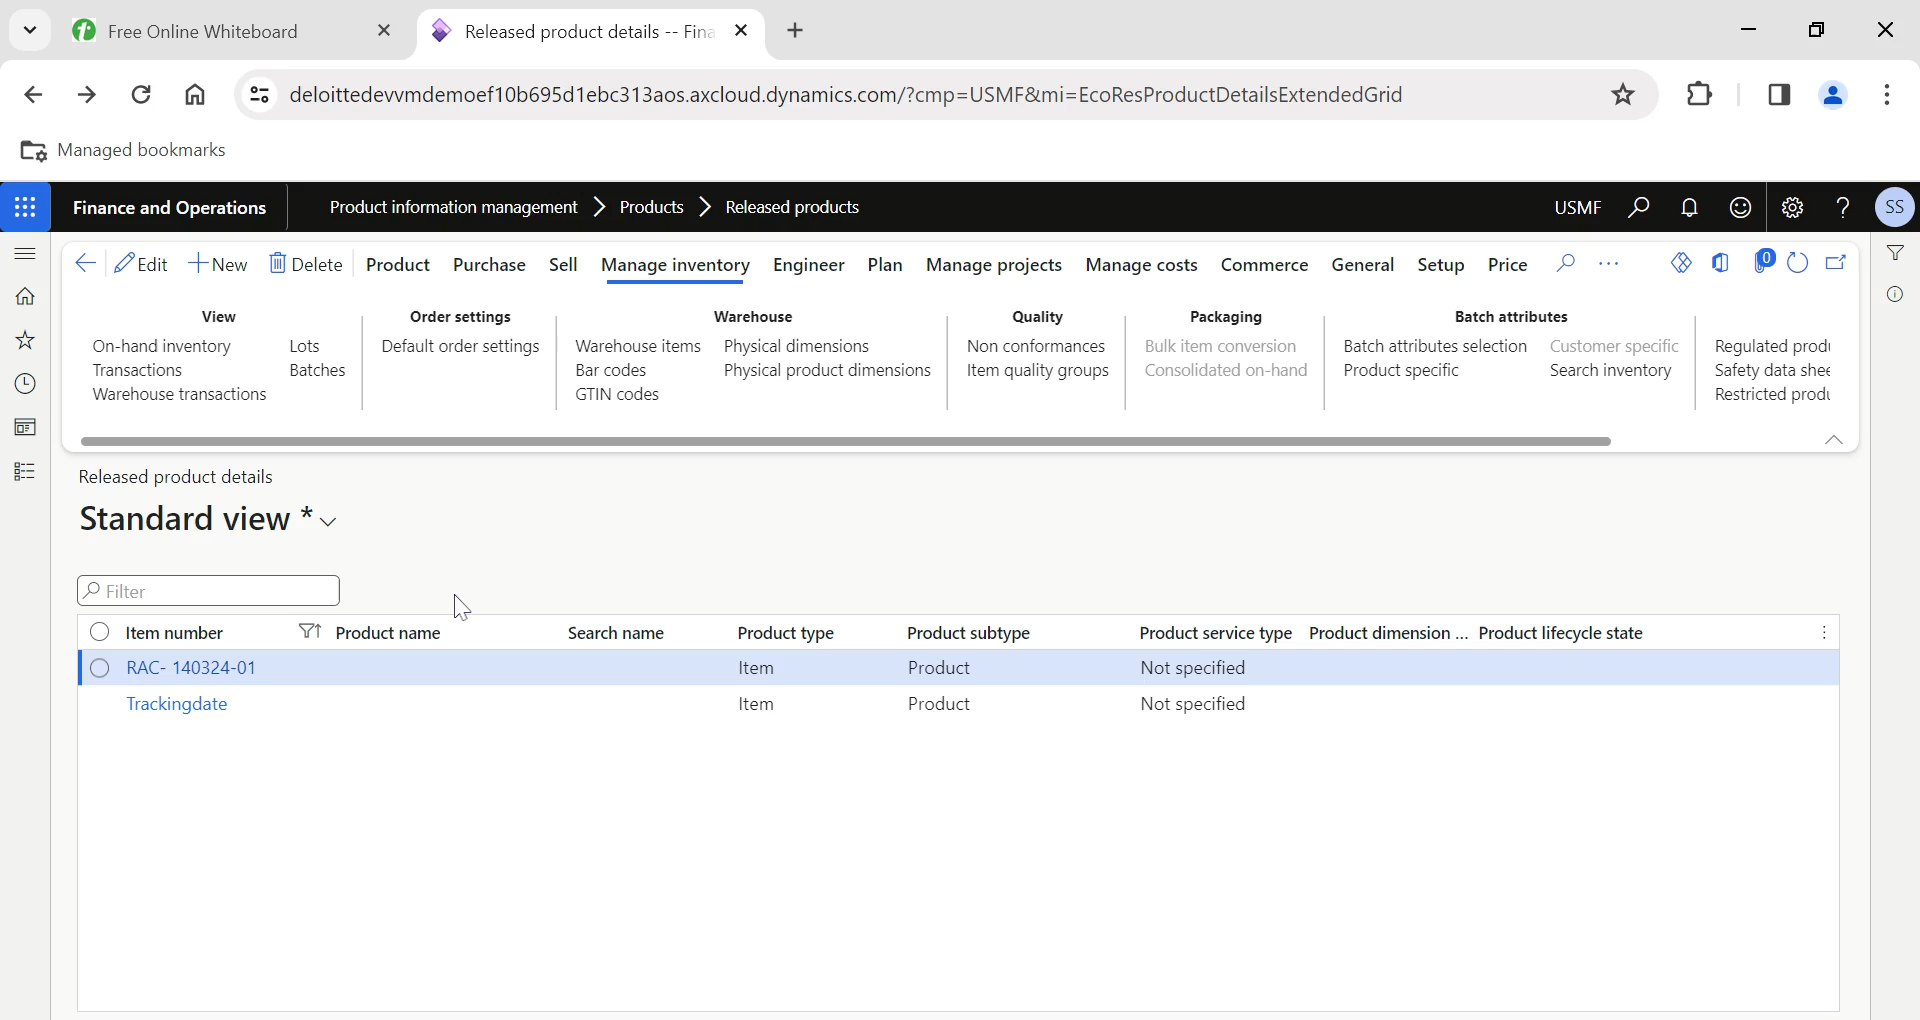 Free Online Whiteboard
Released product details -- Fina
deloittedevvmdemoef10b695d1ebc313aos.axcloud.dynamics.com/?cmp=USMF&mi=EcoResProductDetailsExtendedGrid
Managed bookmarks
Finance and Operations
Product information management > Products > Released products
USMF
SS
Edit
New
Delete
Product
Purchase
Sell
Manage inventory
Engineer
Plan
Manage projects
Manage costs
Commerce
General
Setup
Price
0
View
On-hand inventory
Transactions
Warehouse transactions
Lots
Batches
Order settings
Default order settings
Warehouse
Warehouse items
Bar codes
GTIN codes
Physical dimensions
Physical product dimensions
Quality
Non conformances
Item quality groups
Packaging
Bulk item conversion
Consolidated on-hand
Batch attributes
Batch attributes selection
Product specific
Customer specific
Search inventory
Regulated produ
Safety data shee
Restricted produ
Released product details
Standard view *
Filter
Item number Product name Search name Product type Product subtype Product service type Product dimension ... Product lifecycle state
RAC- 140324-01 Item Product Not specified
Trackingdate Item Product Not specified